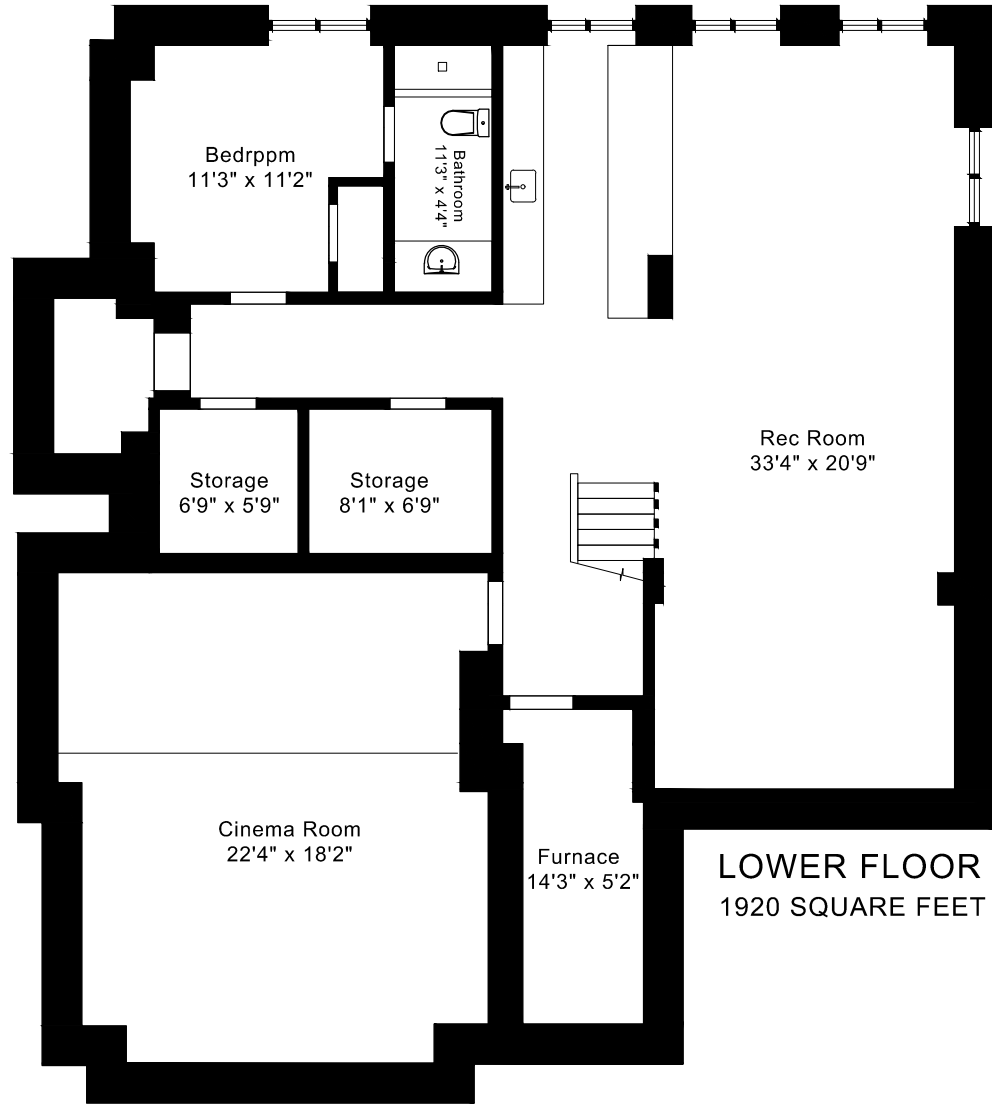 Bedrppm
11'3" x 11'2"
Bathroom
11'3" x 4'4"
Rec Room
33'4" x 20'9"
Storage
6'9" x 5'9"
Storage
8'1" x 6'9"
Cinema Room
22'4" x 18'2"
Furnace
14'3" x 5'2"
LOWER FLOOR
1920 SQUARE FEET